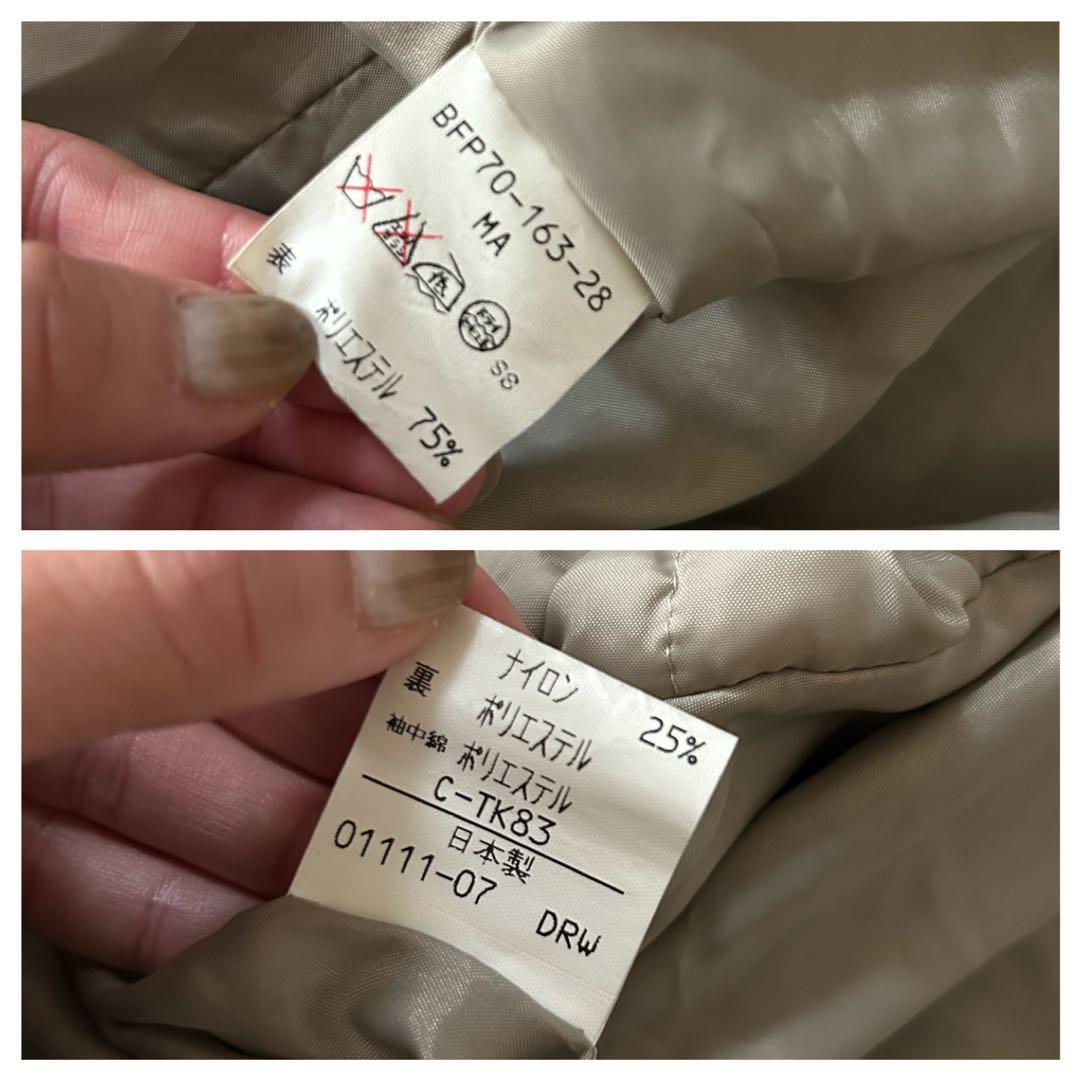 BFP70-163-28
MA
S8
表
ポリエステル 75%
ナイロン 25%
裏 ポリエステル
袖中綿 ポリエステル
C-TK83
日本製
01111-07 DRW